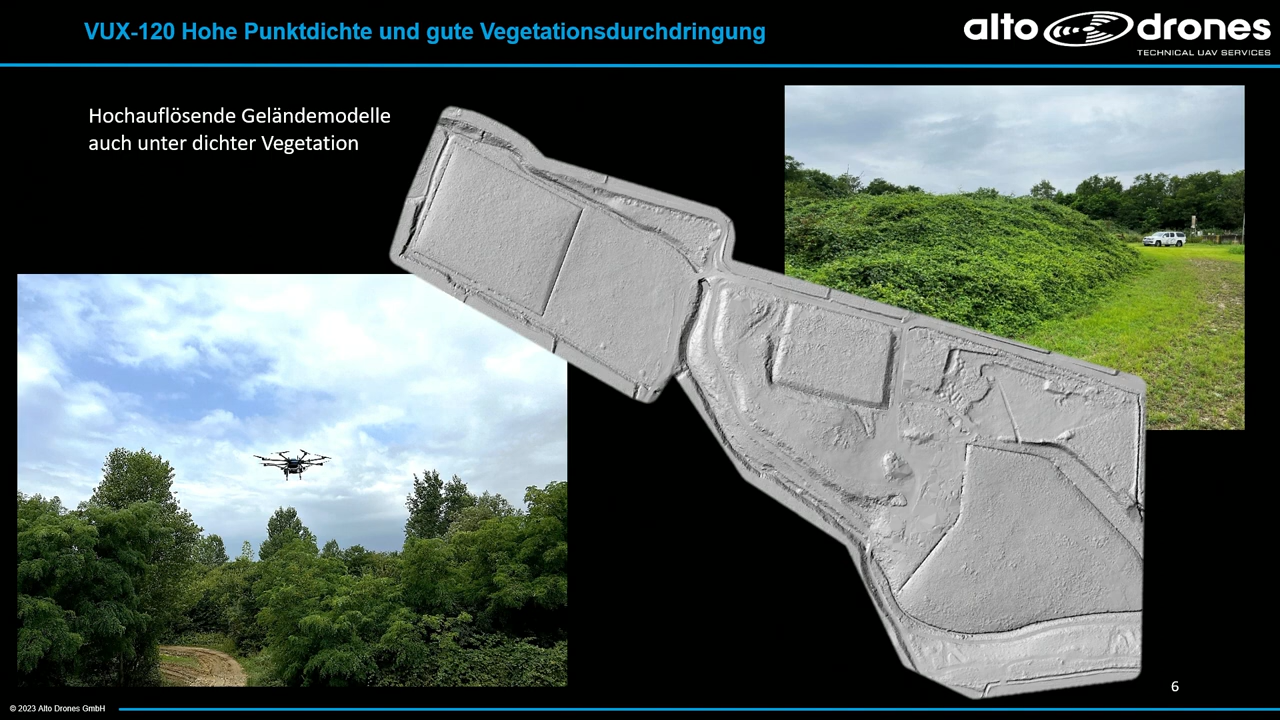 VUX-120 Hohe Punktdichte und gute Vegetationsdurchdringung
alto drones
TECHNICAL UAV SERVICES
Hochauflösende Geländemodelle
auch unter dichter Vegetation
6
© 2023 Alto Drones GmbH